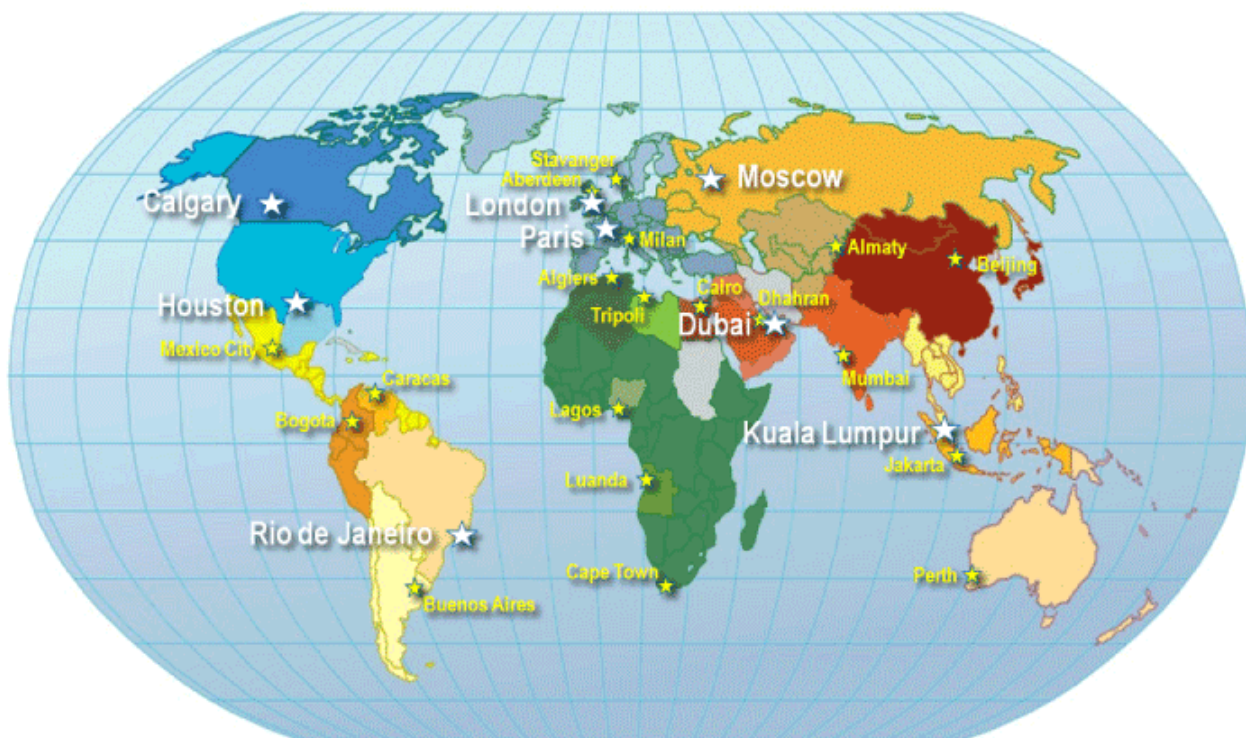 Stavanger
Aberdeen
Moscow
Calgary
London
Paris
Milan
Almaty
Beijing
Algiers
Cairo
Houston
Tripoli
Dhahran
Dubai
Mexico City
Mumbai
Caracas
Bogota
Lagos
Kuala Lumpur
Jakarta
Luanda
Rio de Janeiro
Cape Town
Perth
Buenos Aires